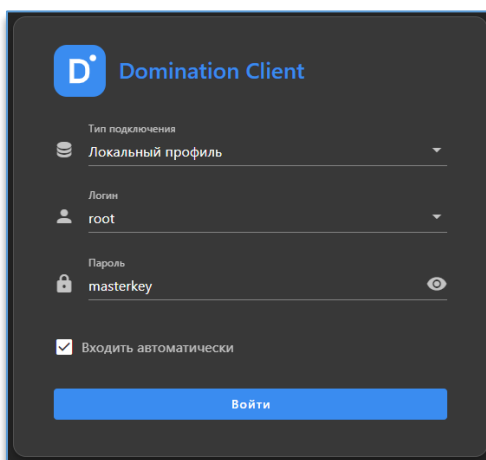 D
Domination Client
Тип подключения
Локальный профиль
Логин
root
Пароль
masterkey
Входить автоматически
Войти